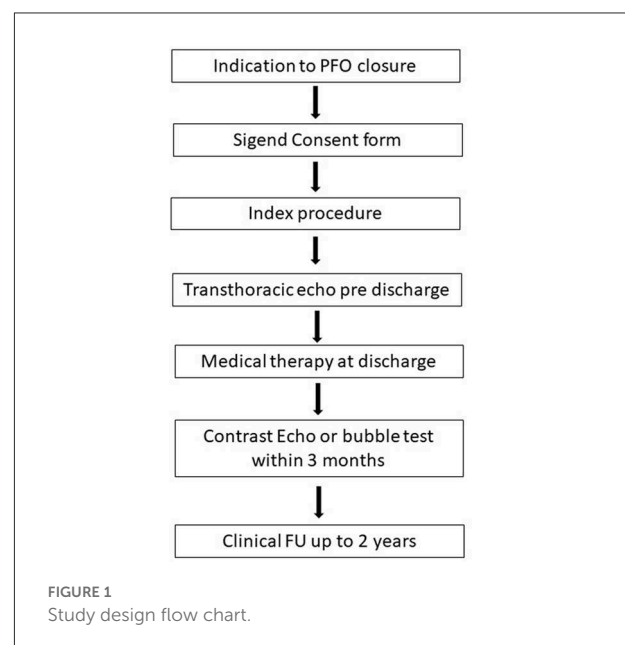 Indication to PFO closure
Sigend Consent form
Index procedure
Transthoracic echo pre discharge
Medical therapy at discharge
Contrast Echo or bubble test
within 3 months
Clinical FU up to 2 years
FIGURE 1
Study design flow chart.